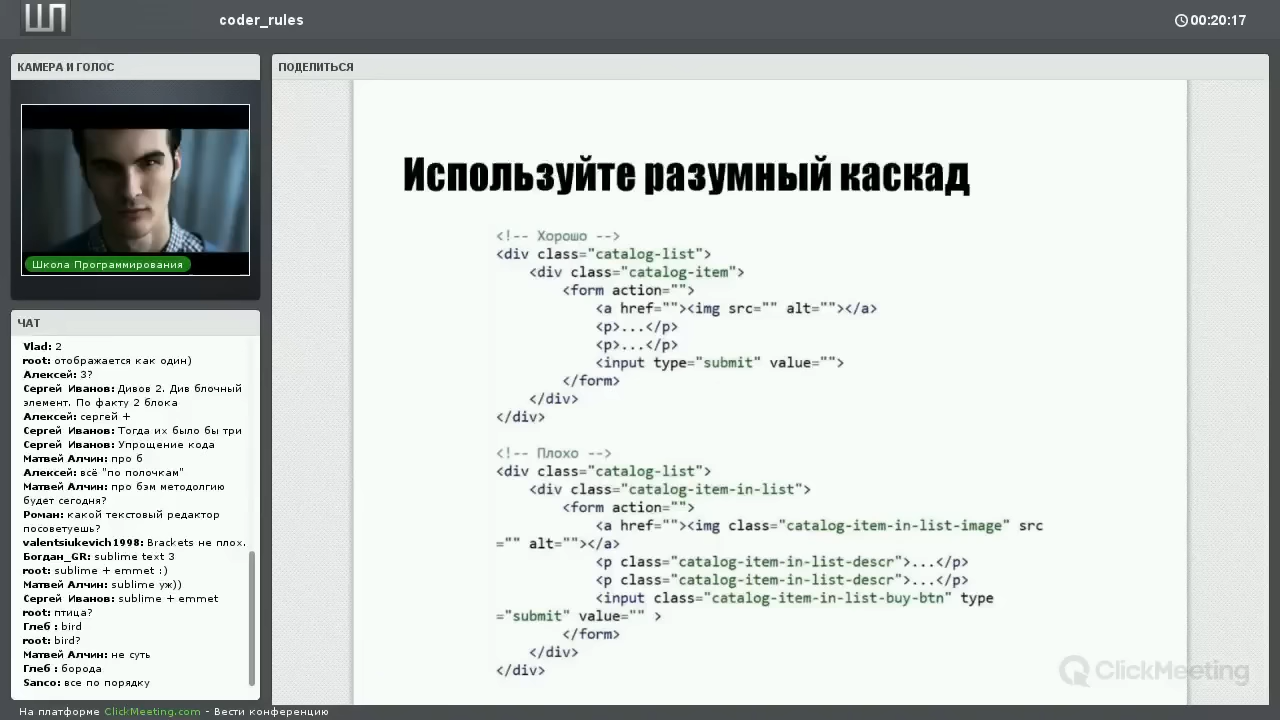 ШП
coder_rules
00:20:17
КАМЕРА И ГОЛОС
Школа Программирования
ЧАТ
Vlad: 2
root: отображается как один)
Алексей: 3?
Сергей Иванов: Дивов 2. Див блочный
элемент. По факту 2 блока
Алексей: сергей +
Сергей Иванов: Тогда их было бы три
Сергей Иванов: Упрощение кода
Матвей Алчин: про б
Алексей: всё "по полочкам"
Матвей Алчин: про бэм методолгию
будет сегодня?
Роман: какой текстовый редактор
посоветуешь?
valentsiukevich1998: Brackets не плох.
Богдан_GR: sublime text 3
root: sublime + emmet :)
Матвей Алчин: sublime уж))
Сергей Иванов: sublime + emmet
root: птица?
Глеб : bird
root: bird?
Матвей Алчин: не суть
Глеб : борода
Sanco: все по порядку
ПОДЕЛИТЬСЯ
Используйте разумный каскад
<!-- Хорошо -->
<div class="catalog-list">
<div class="catalog-item">
<form action="">
<a href=""><img src="" alt=""></a>
<p>...</p>
<p>...</p>
<input type="submit" value="">
</form>
</div>
</div>
<!-- Плохо -->
<div class="catalog-list">
<div class="catalog-item-in-list">
<form action="">
<a href=""><img class="catalog-item-in-list-image" src
="" alt=""></a>
<p class="catalog-item-in-list-descr">...</p>
<p class="catalog-item-in-list-descr">...</p>
<input class="catalog-item-in-list-buy-btn" type
="submit" value="" >
</form>
</div>
</div>
ClickMeeting
На платформе ClickMeeting.com - Вести конференцию